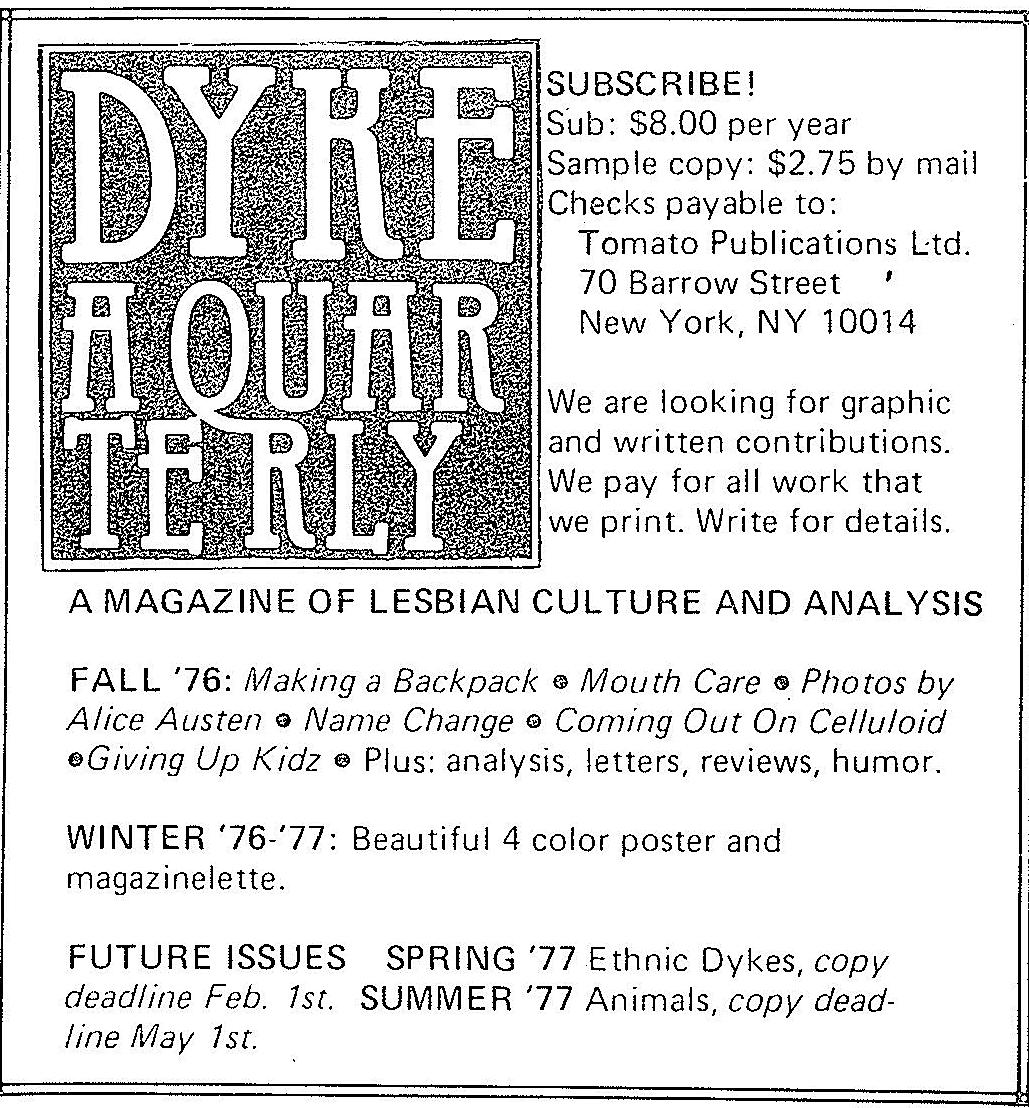 DYKE
A QUAR
TERLY
SUBSCRIBE!
Sub: $8.00 per year
Sample copy: $2.75 by mail
Checks payable to:
Tomato Publications Ltd.
70 Barrow Street
New York, NY 10014
We are looking for graphic
and written contributions.
We pay for all work that
we print. Write for details.
A MAGAZINE OF LESBIAN CULTURE AND ANALYSIS
FALL '76: Making a Backpack • Mouth Care • Photos by
Alice Austen • Name Change • Coming Out On Celluloid
•Giving Up Kidz • Plus: analysis, letters, reviews, humor.
WINTER '76-'77: Beautiful 4 color poster and
magazinelette.
FUTURE ISSUES SPRING '77 Ethnic Dykes, copy
deadline Feb. 1st. SUMMER '77 Animals, copy dead-
line May 1st.